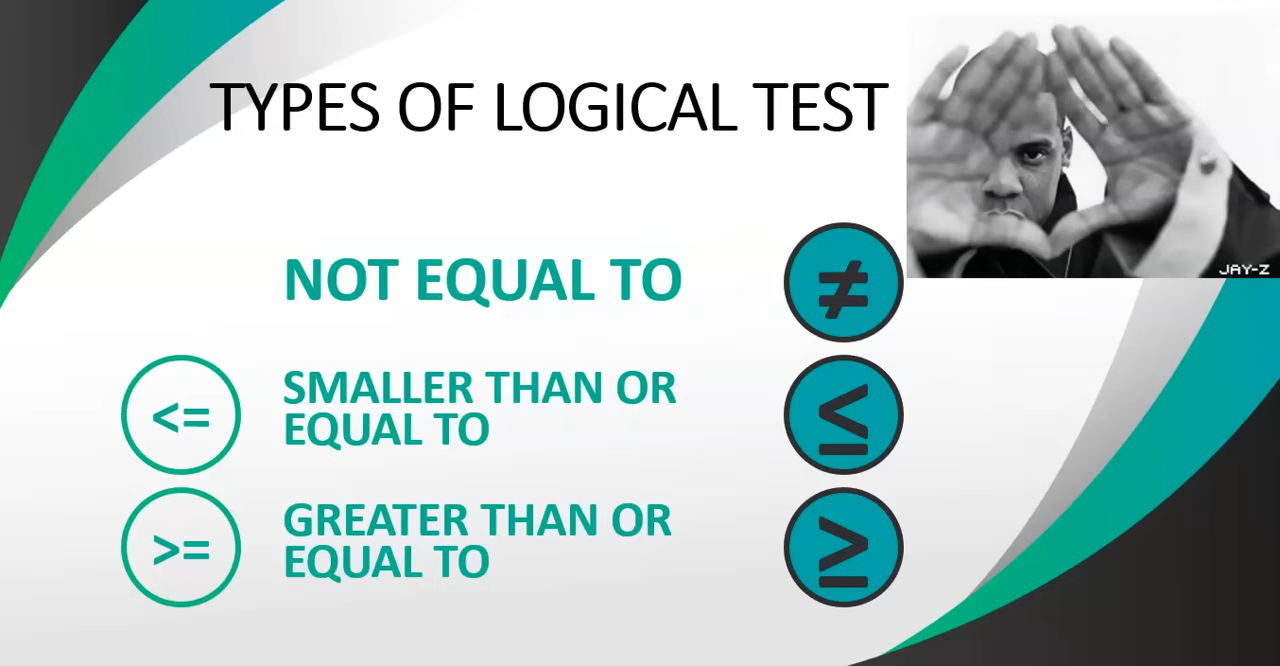 TYPES OF LOGICAL TEST
JAY-Z
NOT EQUAL TO ≠
<= SMALLER THAN OR
EQUAL TO ≤
>= GREATER THAN OR
EQUAL TO ≥